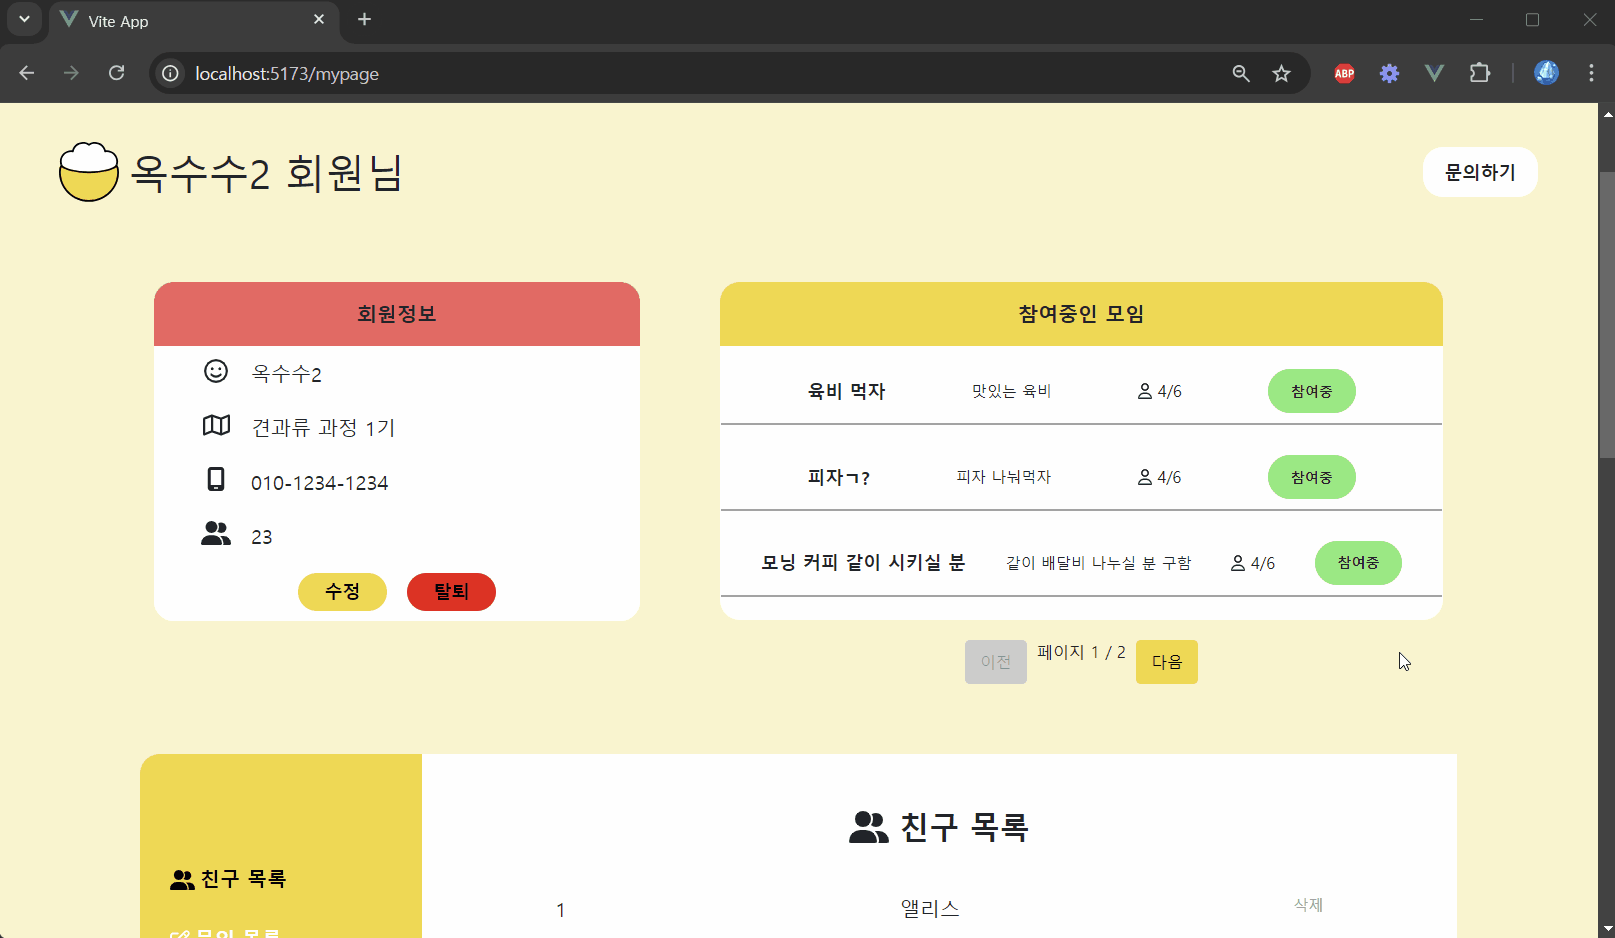 Vite App
localhost:5173/mypage
ABP
옥수수2 회원님
문의하기
회원정보
옥수수2
견과류 과정 1기
010-1234-1234
23
수정 탈퇴
참여중인 모임
육비 먹자 맛있는 육비 4/6 참여중
피자ㄱ? 피자 나눠먹자 4/6 참여중
모닝 커피 같이 시키실 분 같이 배달비 나누실 분 구함 4/6 참여중
이전 페이지 1 / 2 다음
친구 목록
문의 목록
친구 목록
1 앨리스 삭제